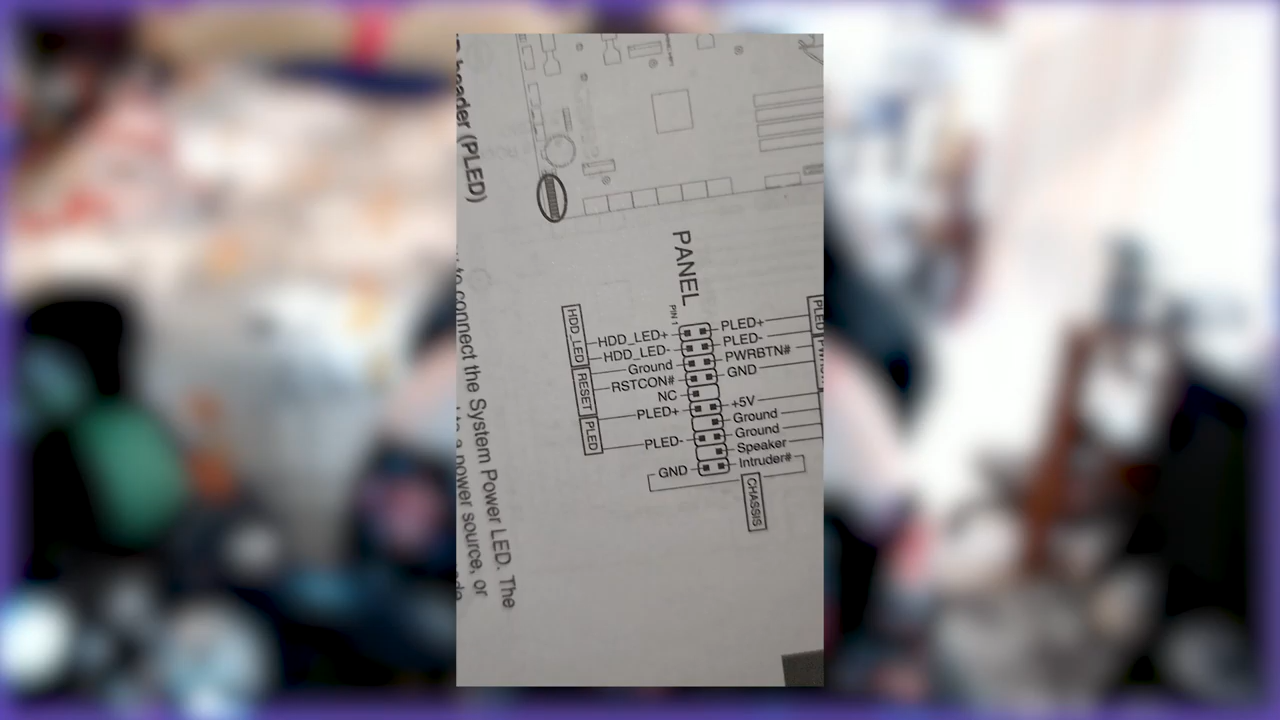 header (PLED)
to connect the System Power LED. The
a power source, or
PANEL
PIN 1
HDD_LED
RESET
PLED
HDD_LED+
HDD_LED-
Ground
RSTCON#
NC
PLED+
PLED-
GND
PLED+
PLED-
PWRBTN#
GND
+5V
Ground
Ground
Speaker
Intruder#
PLED
CHASSIS